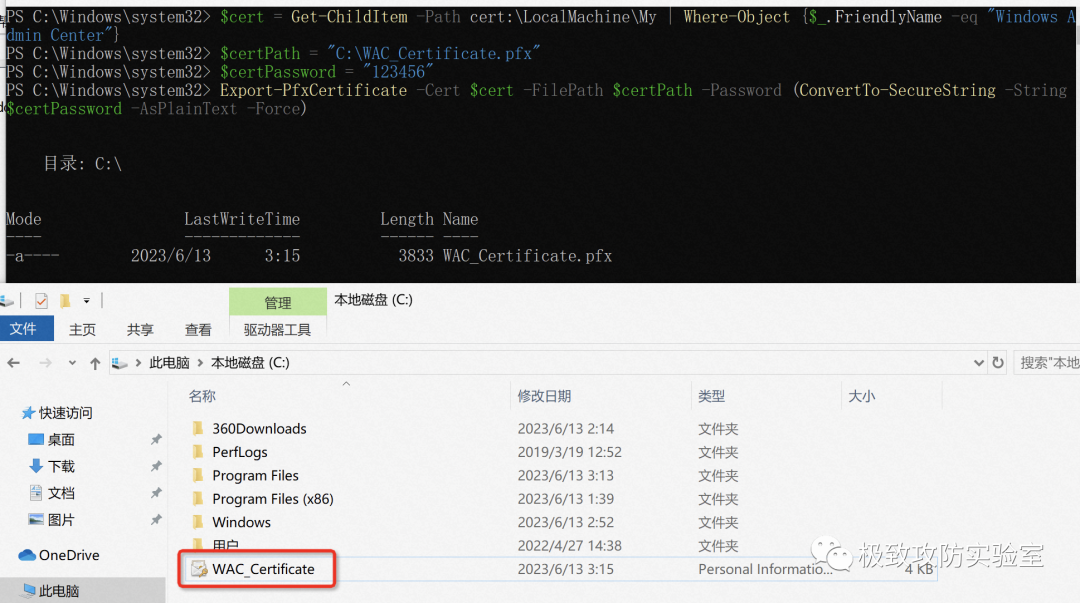 PS C:\Windows\system32> $cert = Get-ChildItem -Path cert:\LocalMachine\My | Where-Object {$_.FriendlyName -eq "Windows A
dmin Center"}
PS C:\Windows\system32> $certPath = "C:\WAC_Certificate.pfx"
PS C:\Windows\system32> $certPassword = "123456"
PS C:\Windows\system32> Export-PfxCertificate -Cert $cert -FilePath $certPath -Password (ConvertTo-SecureString -String
$certPassword -AsPlainText -Force)
目录: C:\
Mode LastWriteTime Length Name
---- ------------- ------ ----
-a---- 2023/6/13 3:15 3833 WAC_Certificate.pfx
管理 本地磁盘 (C:)
文件 主页 共享 查看 驱动器工具
此电脑 > 本地磁盘 (C:) 搜索"本地
名称 修改日期 类型 大小
快速访问
桌面
下载
文档
图片
OneDrive
此电脑
360Downloads 2023/6/13 2:14 文件夹
PerfLogs 2019/3/19 12:52 文件夹
Program Files 2023/6/13 3:13 文件夹
Program Files (x86) 2023/6/13 1:39 文件夹
Windows 2023/6/13 2:52 文件夹
用户 2022/4/27 14:38 文件夹
WAC_Certificate 2023/6/13 3:15 Personal Informatio... 4 KB
极致攻防实验室